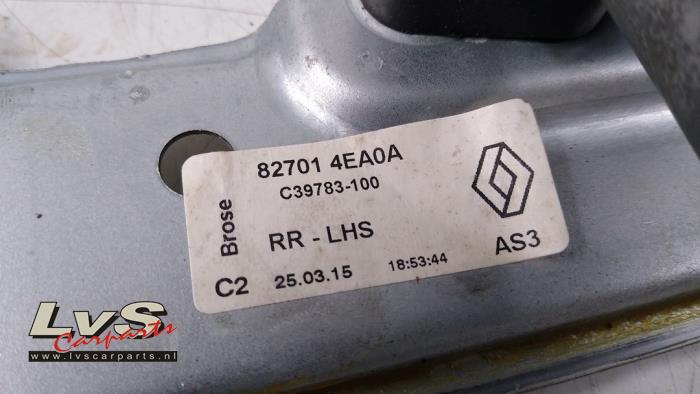 82701 4EA0A
C39783-100
Brose
RR - LHS
AS3
C2 25.03.15 18:53:44
LvS
Carparts
www.lvscarparts.nl